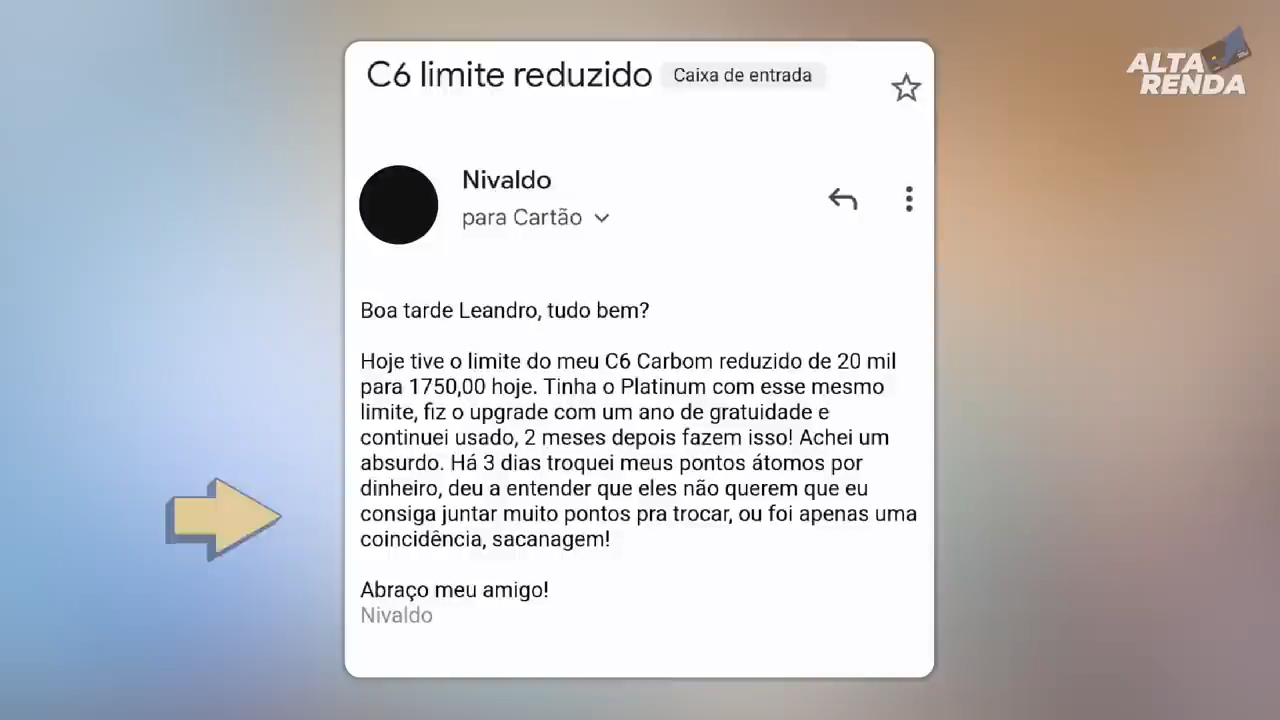 C6 limite reduzido Caixa de entrada
ALTA
RENDA
Nivaldo
para Cartão
Boa tarde Leandro, tudo bem?
Hoje tive o limite do meu C6 Carbom reduzido de 20 mil
para 1750,00 hoje. Tinha o Platinum com esse mesmo
limite, fiz o upgrade com um ano de gratuidade e
continuei usado, 2 meses depois fazem isso! Achei um
absurdo. Há 3 dias troquei meus pontos átomos por
dinheiro, deu a entender que eles não querem que eu
consiga juntar muito pontos pra trocar, ou foi apenas uma
coincidência, sacanagem!
Abraço meu amigo!
Nivaldo